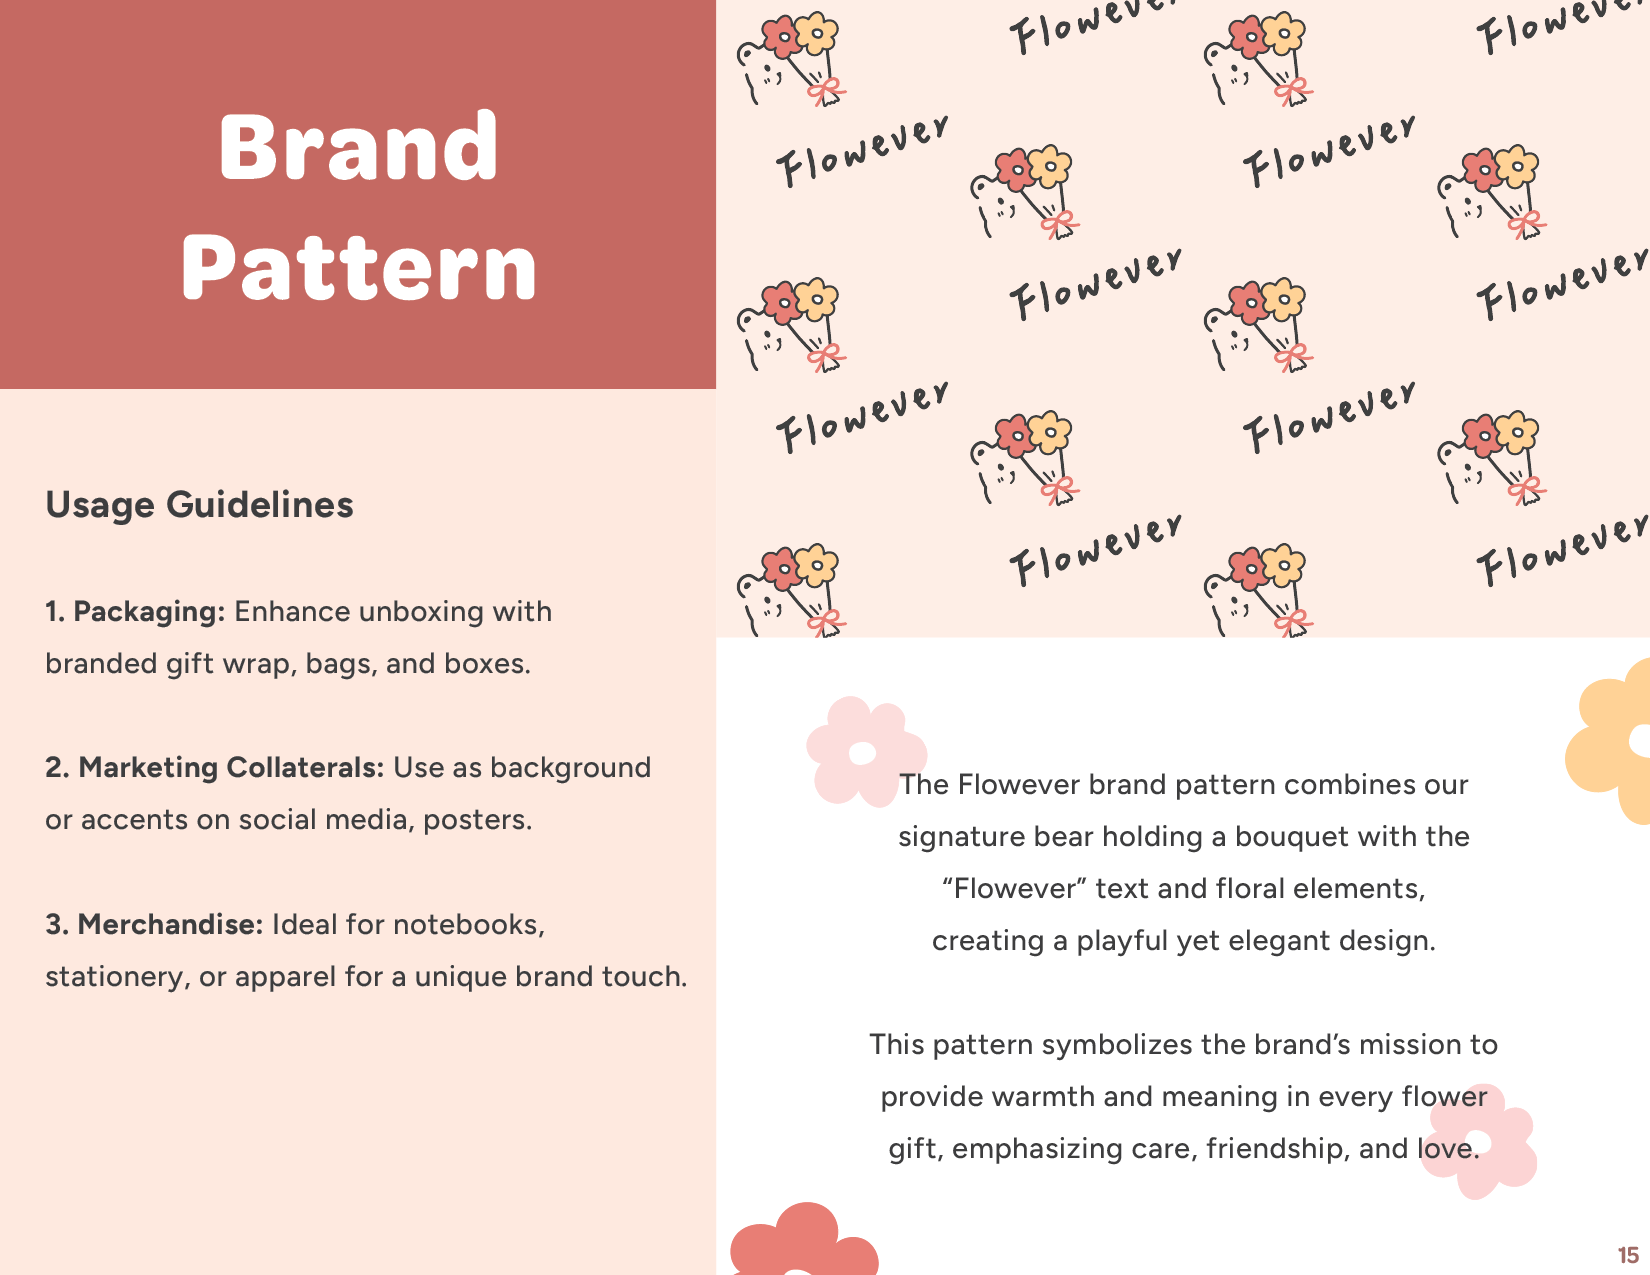 Brand
Pattern
Usage Guidelines
1. Packaging: Enhance unboxing with
branded gift wrap, bags, and boxes.
2. Marketing Collaterals: Use as background
or accents on social media, posters.
3. Merchandise: Ideal for notebooks,
stationery, or apparel for a unique brand touch.
Flowever
Flowever
Flowever
Flowever
Flowever
Flowever
Flowever
Flowever
Flowever
Flowever
The Flowever brand pattern combines our
signature bear holding a bouquet with the
“Flowever” text and floral elements,
creating a playful yet elegant design.
This pattern symbolizes the brand’s mission to
provide warmth and meaning in every flower
gift, emphasizing care, friendship, and love.
15